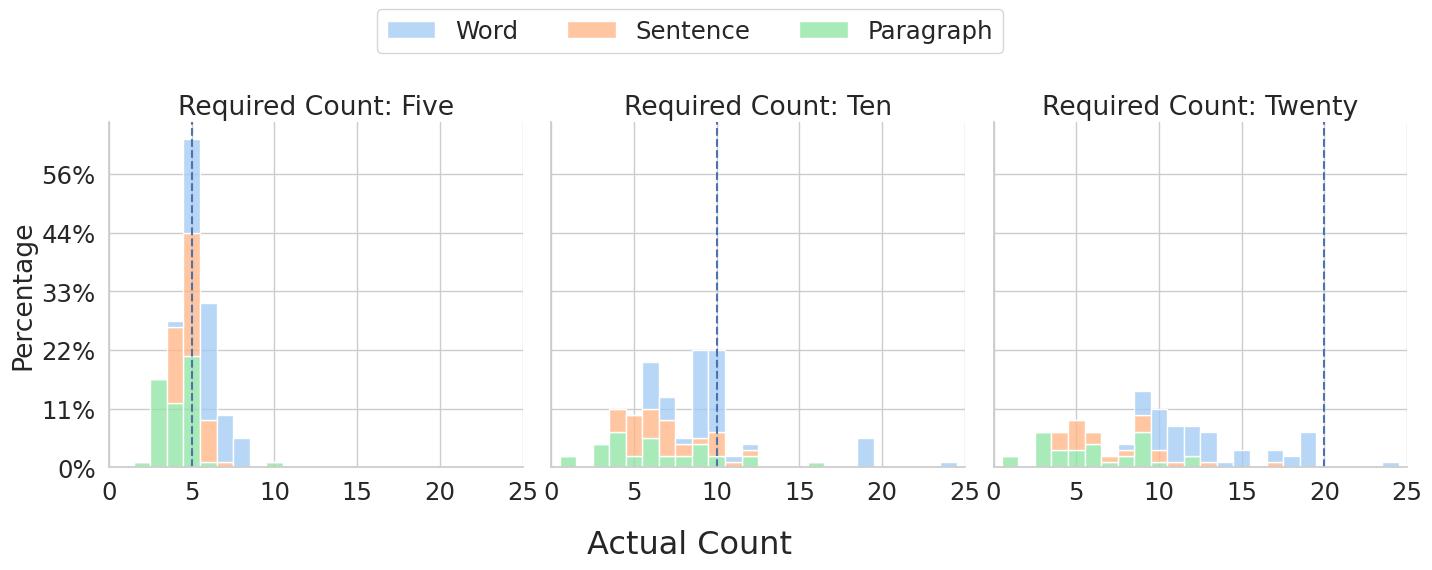 Word Sentence Paragraph
Required Count: Five Required Count: Ten Required Count: Twenty
Percentage
56%
44%
33%
22%
11%
0%
0 5 10 15 20 25 0 5 10 15 20 25 0 5 10 15 20 25
Actual Count